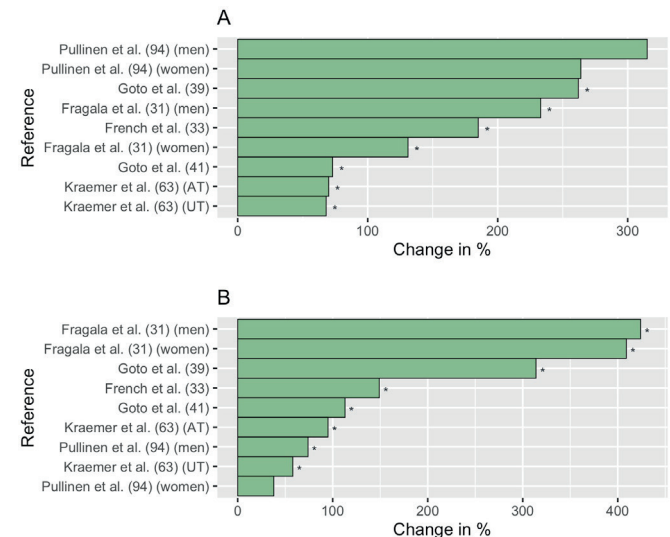 A
Reference
Pullinen et al. (94) (men)
Pullinen et al. (94) (women)
Goto et al. (39)
*
Fragala et al. (31) (men)
*
French et al. (33)
*
Fragala et al. (31) (women)
*
Goto et al. (41)
*
Kraemer et al. (63) (AT)
*
Kraemer et al. (63) (UT)
*
0 100 200 300
Change in %
B
Reference
Fragala et al. (31) (men)
*
Fragala et al. (31) (women)
*
Goto et al. (39)
*
French et al. (33)
*
Goto et al. (41)
*
Kraemer et al. (63) (AT)
*
Pullinen et al. (94) (men)
*
Kraemer et al. (63) (UT)
*
Pullinen et al. (94) (women)
0 100 200 300 400
Change in %